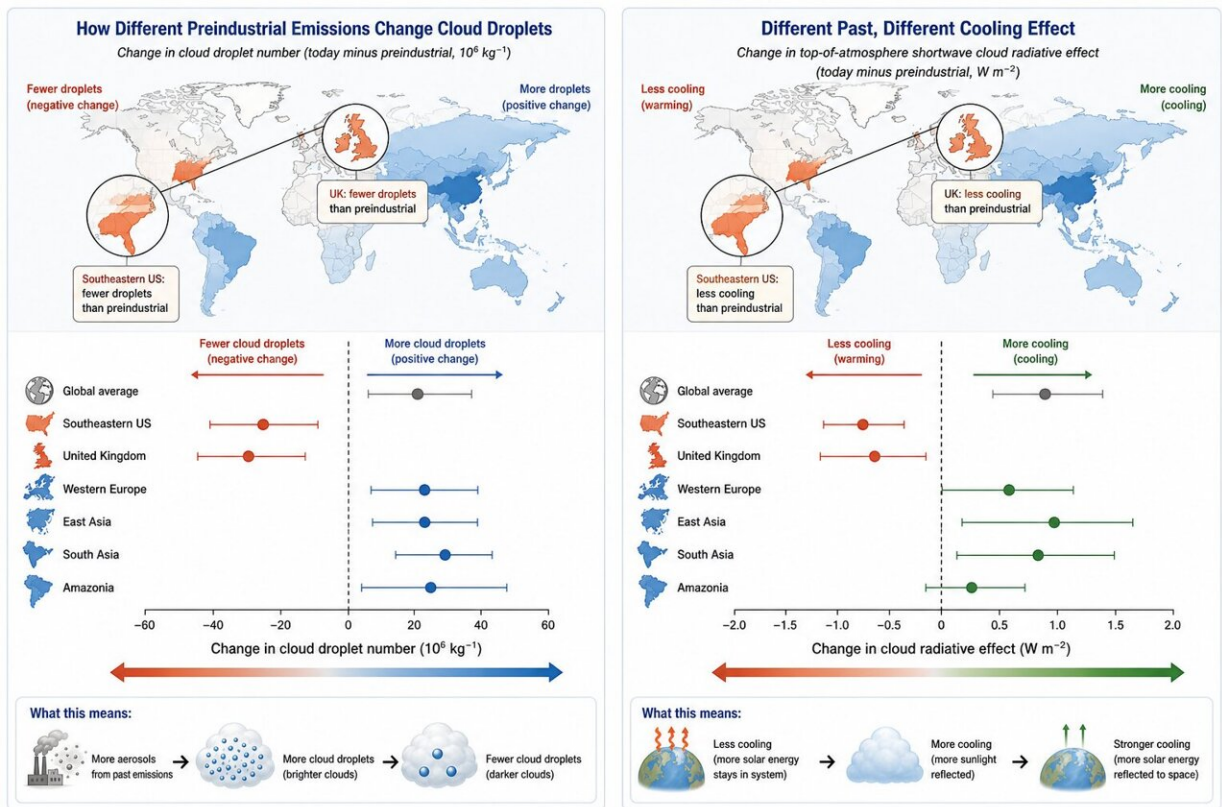 How Different Preindustrial Emissions Change Cloud Droplets
Change in cloud droplet number (today minus preindustrial, 10⁶ kg⁻¹)
Fewer droplets
(negative change)
More droplets
(positive change)
UK: fewer droplets
than preindustrial
Southeastern US:
fewer droplets
than preindustrial
Fewer cloud droplets
(negative change)
More cloud droplets
(positive change)
Global average
Southeastern US
United Kingdom
Western Europe
East Asia
South Asia
Amazonia
−60 −40 −20 0 20 40 60
Change in cloud droplet number (10⁶ kg⁻¹)
What this means:
More aerosols
from past emissions
More cloud droplets
(brighter clouds)
Fewer cloud droplets
(darker clouds)
Different Past, Different Cooling Effect
Change in top-of-atmosphere shortwave cloud radiative effect
(today minus preindustrial, W m⁻²)
Less cooling
(warming)
More cooling
(cooling)
UK: less cooling
than preindustrial
Southeastern US:
less cooling
than preindustrial
Less cooling
(warming)
More cooling
(cooling)
Global average
Southeastern US
United Kingdom
Western Europe
East Asia
South Asia
Amazonia
−2.0 −1.5 −1.0 −0.5 0 0.5 1.0 1.5 2.0
Change in cloud radiative effect (W m⁻²)
What this means:
Less cooling
(more solar energy
stays in system)
More cooling
(more sunlight
reflected)
Stronger cooling
(more solar energy
reflected to space)